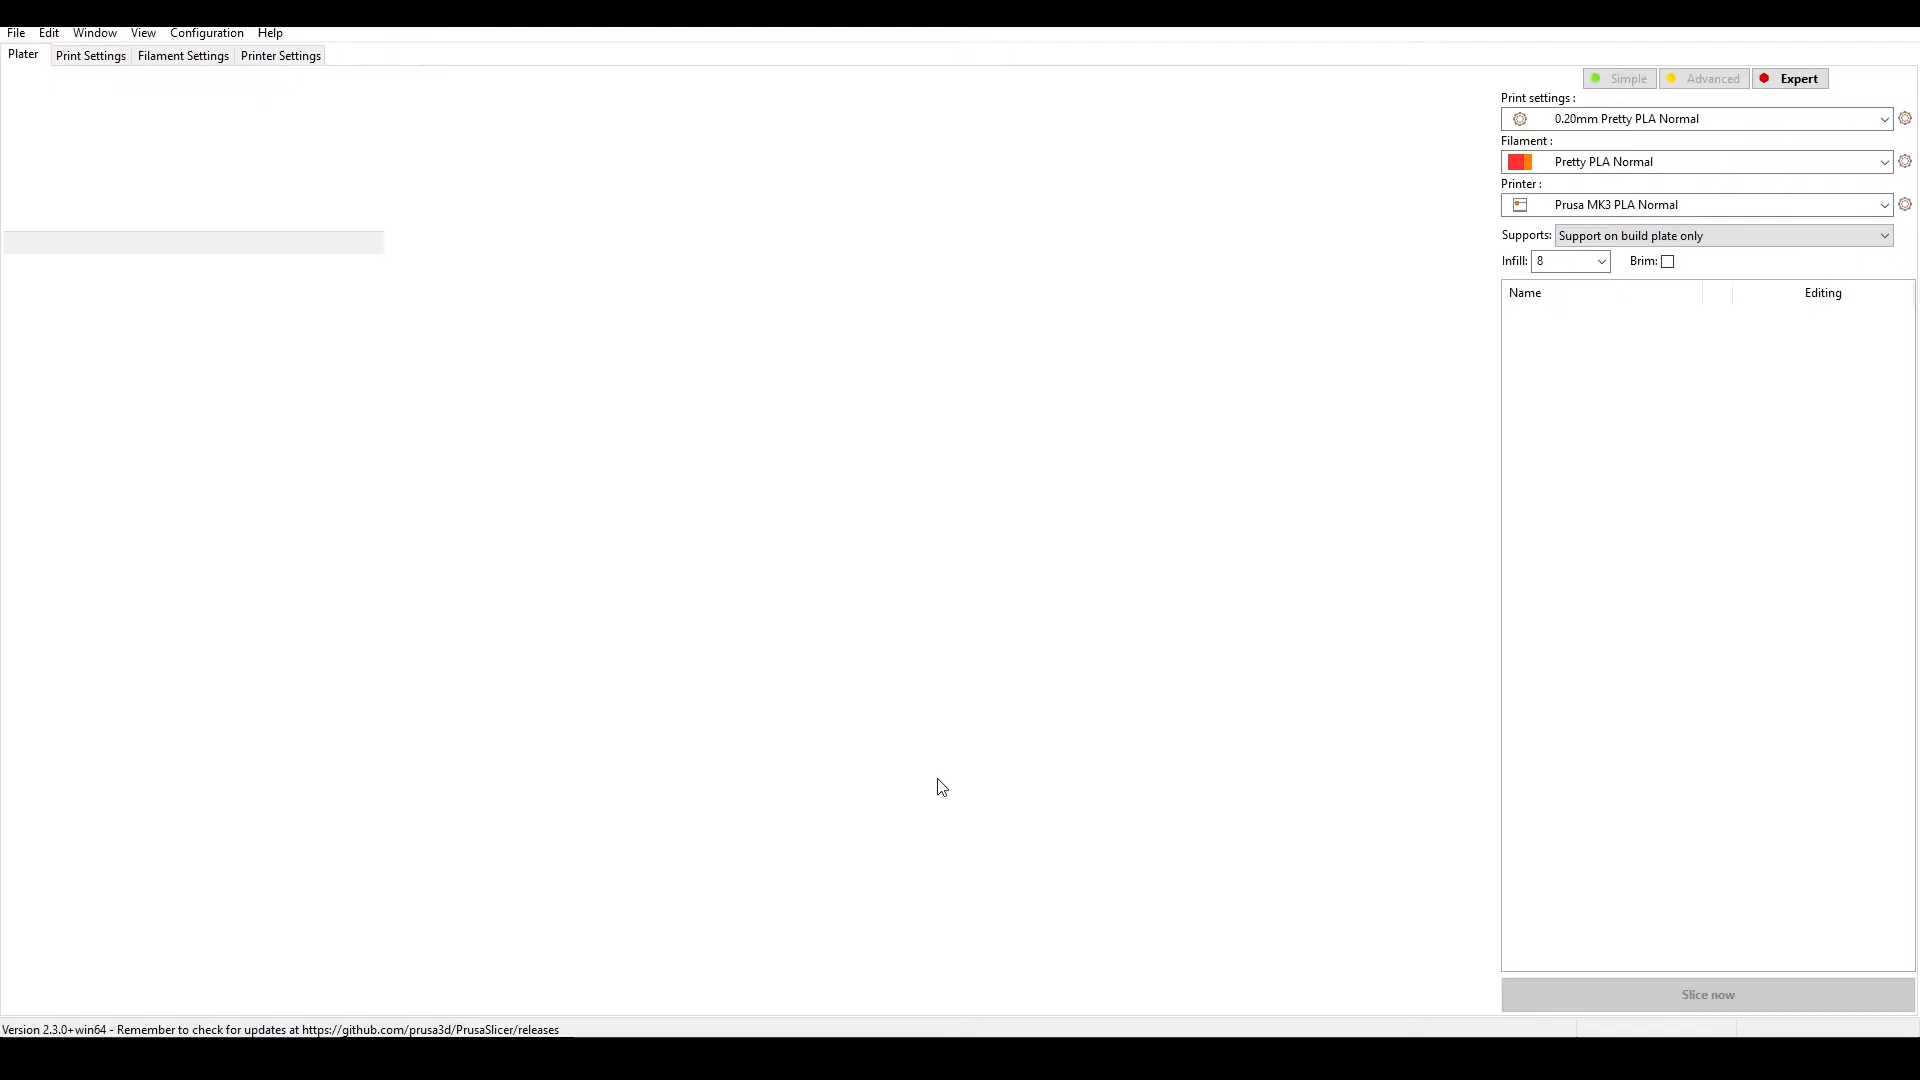 File Edit Window View Configuration Help
Plater Print Settings Filament Settings Printer Settings
Simple Advanced Expert
Print settings :
0.20mm Pretty PLA Normal
Filament :
Pretty PLA Normal
Printer :
Prusa MK3 PLA Normal
Supports: Support on build plate only
Infill: 8 Brim:
Name Editing
Slice now
Version 2.3.0+win64 - Remember to check for updates at https://github.com/prusa3d/PrusaSlicer/releases